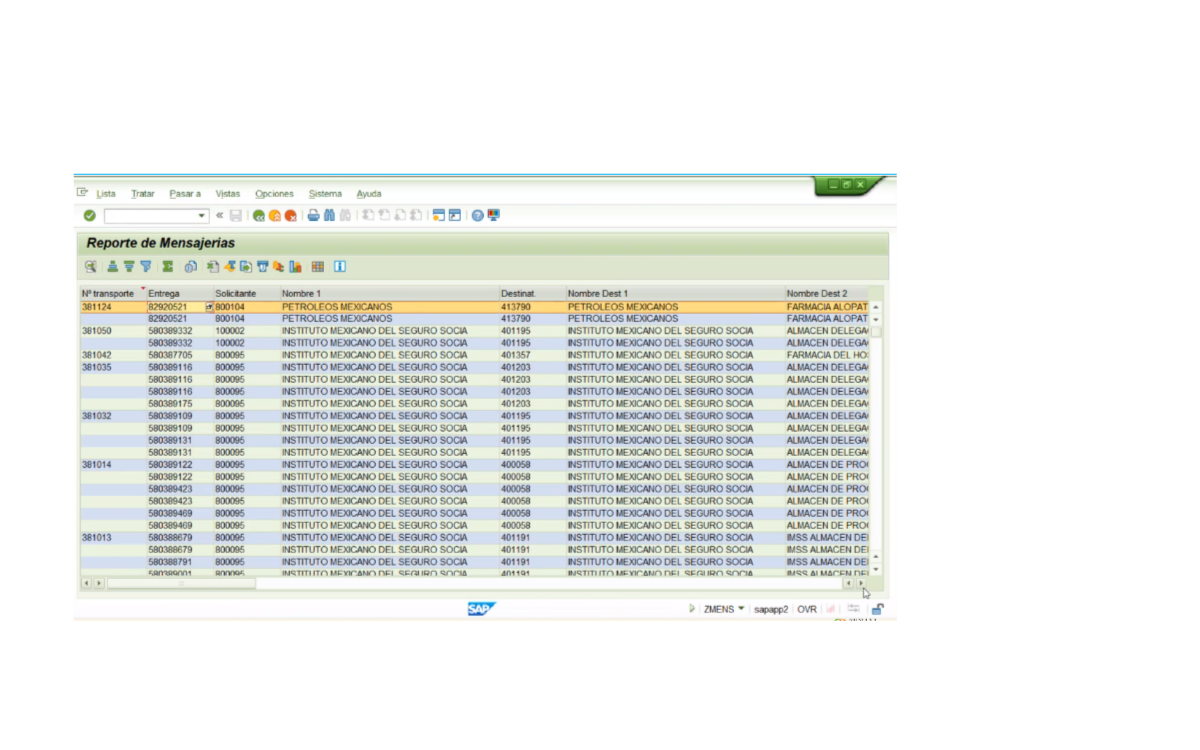 Lista Tratar Pasar a Vistas Opciones Sistema Ayuda
Reporte de Mensajerias
Nº transporte Entrega Solicitante Nombre 1 Destinat. Nombre Dest 1 Nombre Dest 2
381124 82920521 800104 PETROLEOS MEXICANOS 413790 PETROLEOS MEXICANOS FARMACIA ALOPAT
82920521 800104 PETROLEOS MEXICANOS 413790 PETROLEOS MEXICANOS FARMACIA ALOPAT
381050 580389332 100002 INSTITUTO MEXICANO DEL SEGURO SOCIA 401195 INSTITUTO MEXICANO DEL SEGURO SOCIA ALMACEN DELEGA
580389332 100002 INSTITUTO MEXICANO DEL SEGURO SOCIA 401195 INSTITUTO MEXICANO DEL SEGURO SOCIA ALMACEN DELEGA
381042 580387705 800095 INSTITUTO MEXICANO DEL SEGURO SOCIA 401357 INSTITUTO MEXICANO DEL SEGURO SOCIA FARMACIA DEL HO
381035 580389116 800095 INSTITUTO MEXICANO DEL SEGURO SOCIA 401203 INSTITUTO MEXICANO DEL SEGURO SOCIA ALMACEN DELEGA
580389116 800095 INSTITUTO MEXICANO DEL SEGURO SOCIA 401203 INSTITUTO MEXICANO DEL SEGURO SOCIA ALMACEN DELEGA
580389116 800095 INSTITUTO MEXICANO DEL SEGURO SOCIA 401203 INSTITUTO MEXICANO DEL SEGURO SOCIA ALMACEN DELEGA
580389175 800095 INSTITUTO MEXICANO DEL SEGURO SOCIA 401203 INSTITUTO MEXICANO DEL SEGURO SOCIA ALMACEN DELEGA
381032 580389109 800095 INSTITUTO MEXICANO DEL SEGURO SOCIA 401195 INSTITUTO MEXICANO DEL SEGURO SOCIA ALMACEN DELEGA
580389109 800095 INSTITUTO MEXICANO DEL SEGURO SOCIA 401195 INSTITUTO MEXICANO DEL SEGURO SOCIA ALMACEN DELEGA
580389131 800095 INSTITUTO MEXICANO DEL SEGURO SOCIA 401195 INSTITUTO MEXICANO DEL SEGURO SOCIA ALMACEN DELEGA
580389131 800095 INSTITUTO MEXICANO DEL SEGURO SOCIA 401195 INSTITUTO MEXICANO DEL SEGURO SOCIA ALMACEN DELEGA
381014 580389122 800095 INSTITUTO MEXICANO DEL SEGURO SOCIA 400058 INSTITUTO MEXICANO DEL SEGURO SOCIA ALMACEN DE PRO
580389122 800095 INSTITUTO MEXICANO DEL SEGURO SOCIA 400058 INSTITUTO MEXICANO DEL SEGURO SOCIA ALMACEN DE PRO
580389423 800095 INSTITUTO MEXICANO DEL SEGURO SOCIA 400058 INSTITUTO MEXICANO DEL SEGURO SOCIA ALMACEN DE PRO
580389423 800095 INSTITUTO MEXICANO DEL SEGURO SOCIA 400058 INSTITUTO MEXICANO DEL SEGURO SOCIA ALMACEN DE PRO
580389469 800095 INSTITUTO MEXICANO DEL SEGURO SOCIA 400058 INSTITUTO MEXICANO DEL SEGURO SOCIA ALMACEN DE PRO
580389469 800095 INSTITUTO MEXICANO DEL SEGURO SOCIA 400058 INSTITUTO MEXICANO DEL SEGURO SOCIA ALMACEN DE PRO
381013 580388679 800095 INSTITUTO MEXICANO DEL SEGURO SOCIA 401191 INSTITUTO MEXICANO DEL SEGURO SOCIA IMSS ALMACEN DE
580388679 800095 INSTITUTO MEXICANO DEL SEGURO SOCIA 401191 INSTITUTO MEXICANO DEL SEGURO SOCIA IMSS ALMACEN DE
580388791 800095 INSTITUTO MEXICANO DEL SEGURO SOCIA 401191 INSTITUTO MEXICANO DEL SEGURO SOCIA IMSS ALMACEN DE
580389001 800095 INSTITUTO MEXICANO DEL SEGURO SOCIA 401191 INSTITUTO MEXICANO DEL SEGURO SOCIA IMSS ALMACEN DE
SAP ZMENS sapapp2 OVR